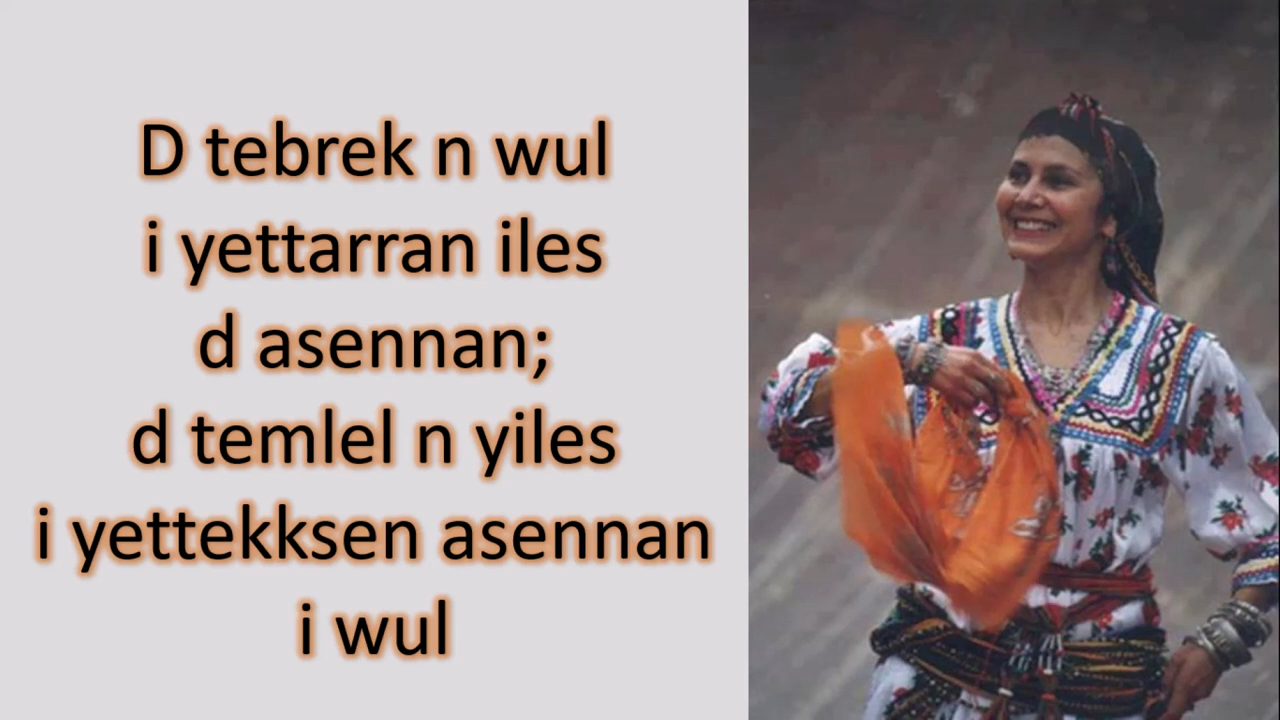 D tebrek n wul
i yettarran iles
d asennan;
d temlel n yiles
i yettekksen asennan
i wul